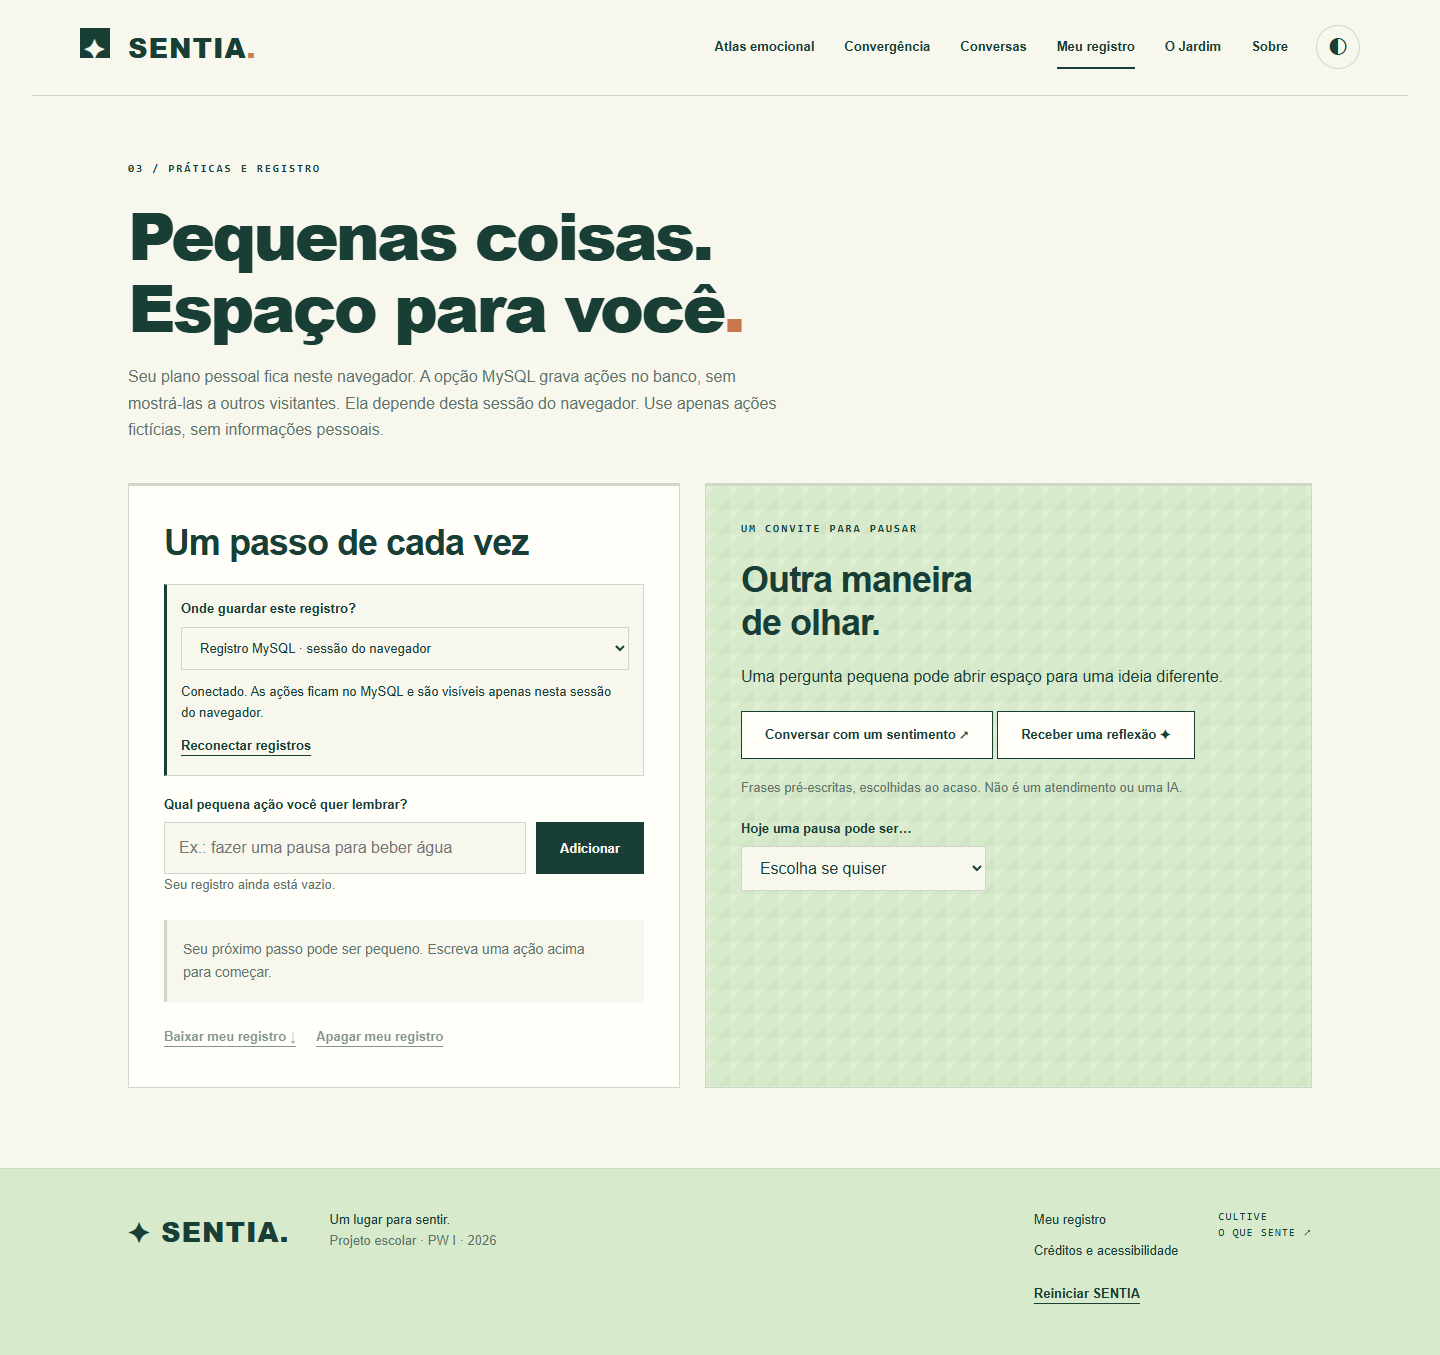 SENTIA.
Atlas emocional
Convergência
Conversas
Meu registro
O Jardim
Sobre
03 / PRÁTICAS E REGISTRO
Pequenas coisas.
Espaço para você.
Seu plano pessoal fica neste navegador. A opção MySQL grava ações no banco, sem
mostrá-las a outros visitantes. Ela depende desta sessão do navegador. Use apenas ações
fictícias, sem informações pessoais.
Um passo de cada vez
Onde guardar este registro?
Registro MySQL · sessão do navegador
Conectado. As ações ficam no MySQL e são visíveis apenas nesta sessão
do navegador.
Reconectar registros
Qual pequena ação você quer lembrar?
Ex.: fazer uma pausa para beber água
Adicionar
Seu registro ainda está vazio.
Seu próximo passo pode ser pequeno. Escreva uma ação acima
para começar.
Baixar meu registro ↓
Apagar meu registro
UM CONVITE PARA PAUSAR
Outra maneira
de olhar.
Uma pergunta pequena pode abrir espaço para uma ideia diferente.
Conversar com um sentimento ↗
Receber uma reflexão ✦
Frases pré-escritas, escolhidas ao acaso. Não é um atendimento ou uma IA.
Hoje uma pausa pode ser...
Escolha se quiser
✦ SENTIA.
Um lugar para sentir.
Projeto escolar · PW I · 2026
Meu registro
Créditos e acessibilidade
Reiniciar SENTIA
CULTIVE
O QUE SENTE ↗